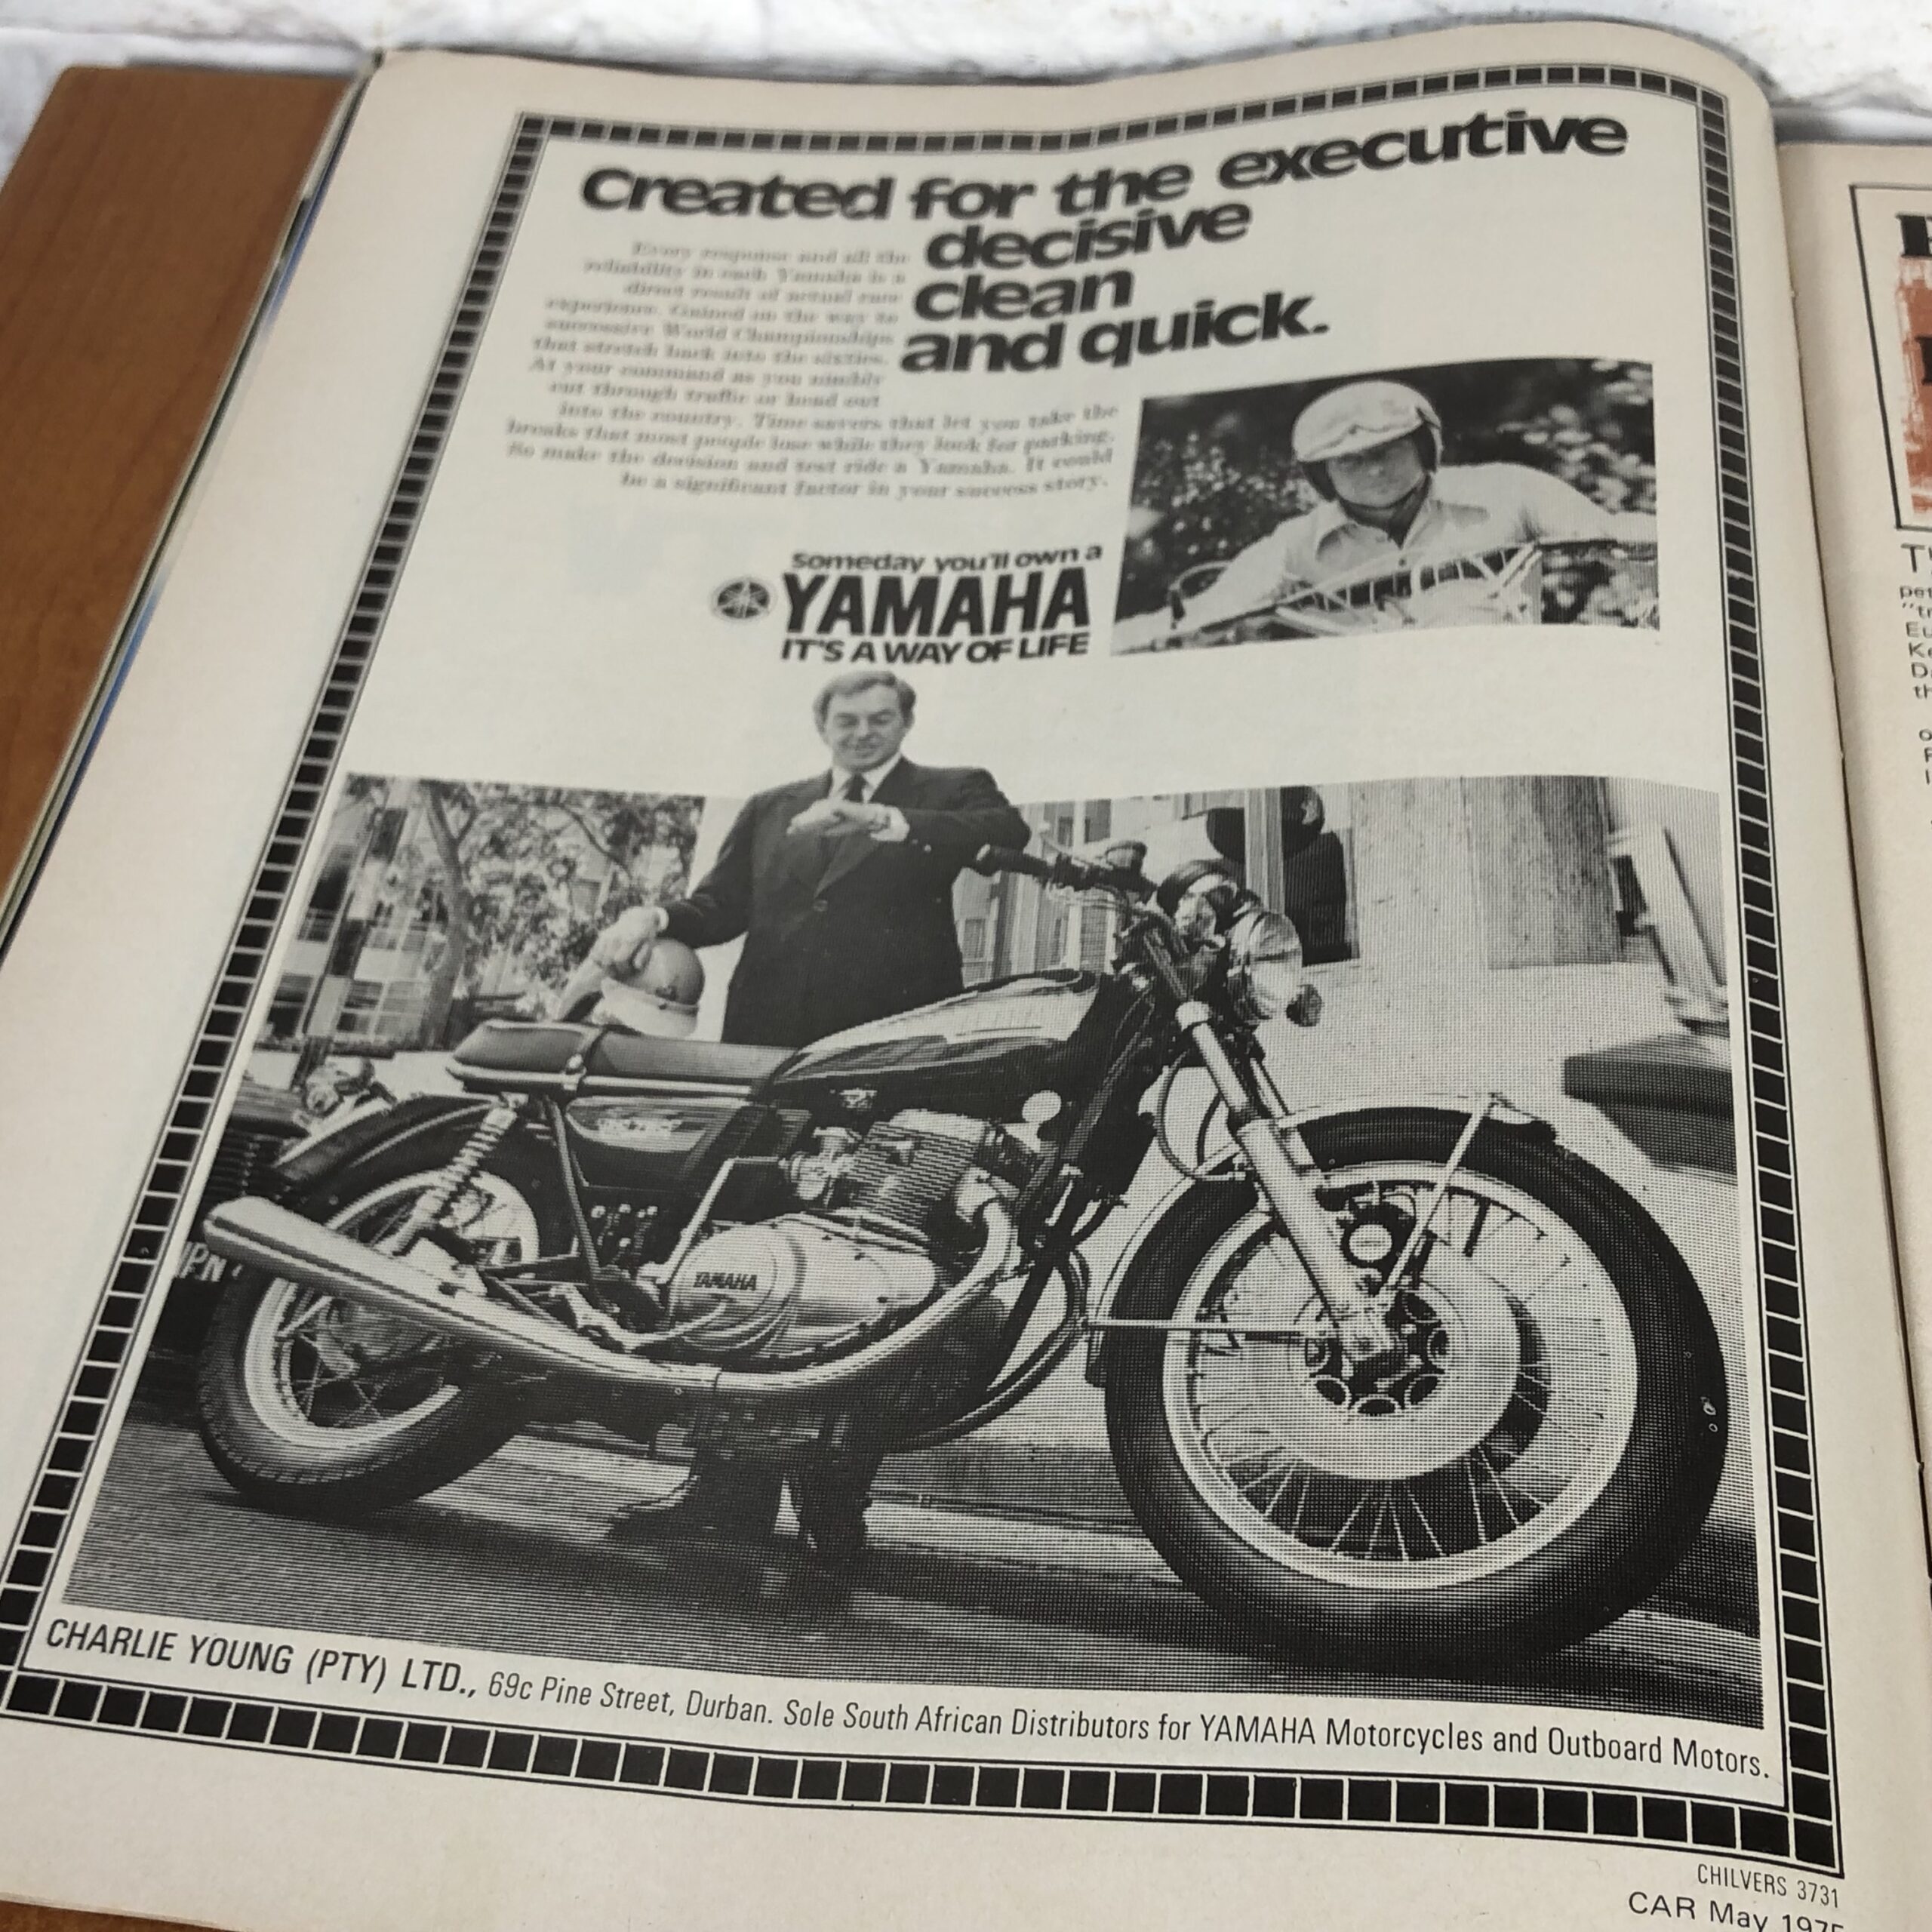 Created for the executive
decisive
clean
and quick.
Every response and all the
reliability in each Yamaha is a
direct result of actual race
experience. Gained on the way to
successive World Championships
that stretch back into the sixties.
At your command as you nimbly
cut through traffic or head out
into the country. Time savers that let you take the
breaks that most people lose while they look for parking.
So make the decision and test ride a Yamaha. It could
be a significant factor in your success story.
Someday you'll own a
YAMAHA
IT'S A WAY OF LIFE
YAMAHA
CHARLIE YOUNG (PTY) LTD., 69c Pine Street, Durban. Sole South African Distributors for YAMAHA Motorcycles and Outboard Motors.
CHILVERS 3731
CAR May 1975